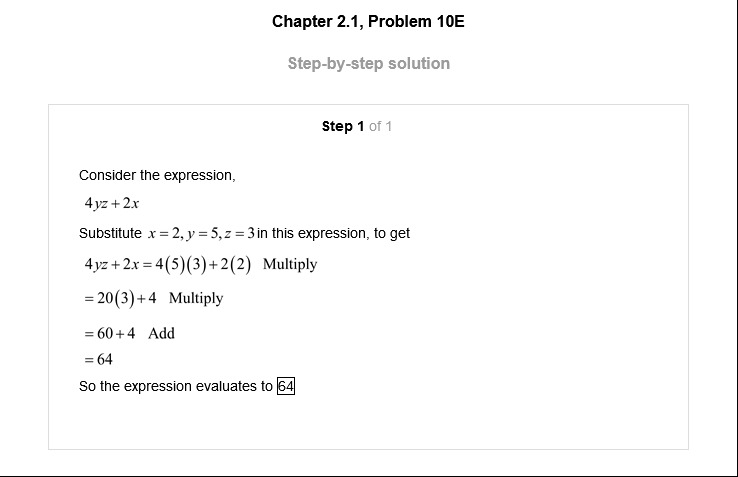 Chapter 2.1, Problem 10E
Step-by-step solution
Step 1 of 1
Consider the expression,
4yz + 2x
Substitute x = 2, y = 5, z = 3 in this expression, to get
4yz + 2x = 4(5)(3) + 2(2) Multiply
= 20(3) + 4 Multiply
= 60 + 4 Add
= 64
So the expression evaluates to 64